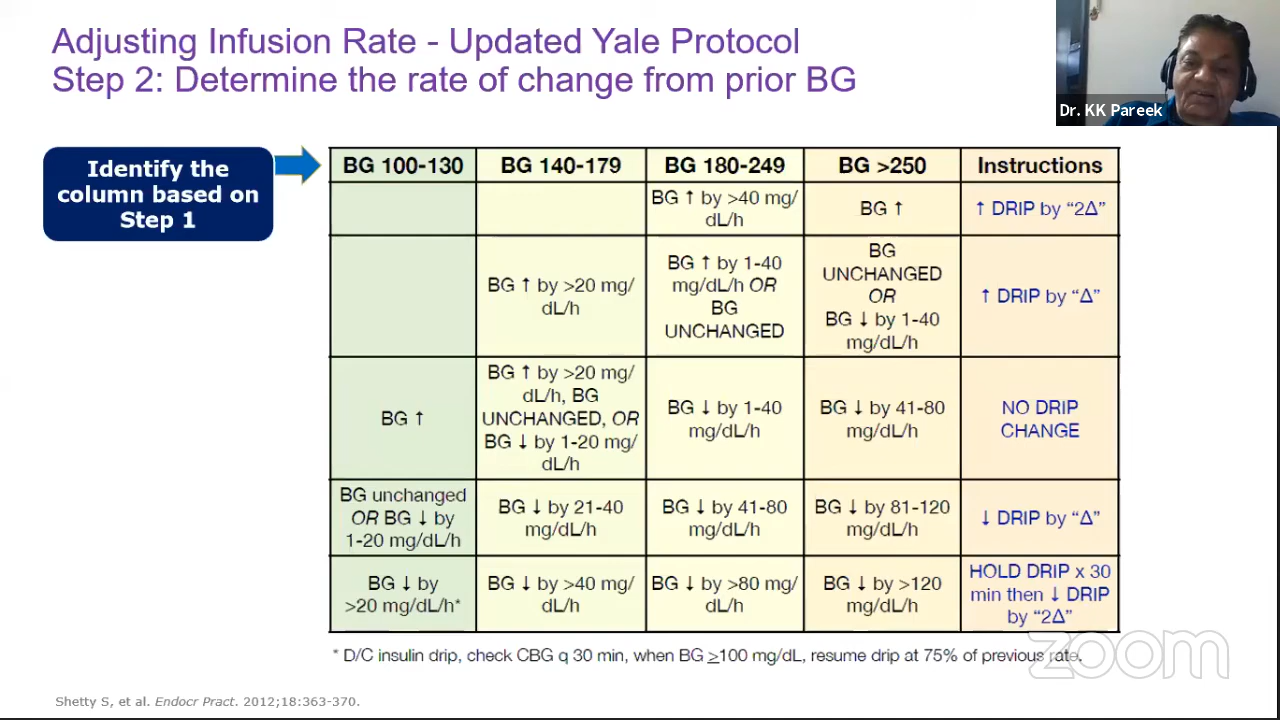 Adjusting Infusion Rate - Updated Yale Protocol
Step 2: Determine the rate of change from prior BG
Dr. KK Pareek
Identify the
column based on
Step 1
BG 100-130 BG 140-179 BG 180-249 BG >250 Instructions
BG ↑ by >40 mg/
dL/h
BG ↑
↑ DRIP by “2Δ”
BG ↑ by >20 mg/
dL/h
BG ↑ by 1-40
mg/dL/h OR
BG
UNCHANGED
BG
UNCHANGED
OR
BG ↓ by 1-40
mg/dL/h
↑ DRIP by “Δ”
BG ↑
BG ↑ by >20 mg/
dL/h, BG
UNCHANGED, OR
BG ↓ by 1-20 mg/
dL/h
BG ↓ by 1-40
mg/dL/h
BG ↓ by 41-80
mg/dL/h
NO DRIP
CHANGE
BG unchanged
OR BG ↓ by
1-20 mg/dL/h
BG ↓ by 21-40
mg/dL/h
BG ↓ by 41-80
mg/dL/h
BG ↓ by 81-120
mg/dL/h
↓ DRIP by “Δ”
BG ↓ by
>20 mg/dL/h*
BG ↓ by >40 mg/
dL/h
BG ↓ by >80 mg/
dL/h
BG ↓ by >120
mg/dL/h
HOLD DRIP x 30
min then ↓ DRIP
by “2Δ”
* D/C insulin drip, check CBG q 30 min, when BG ≥100 mg/dL, resume drip at 75% of previous rate.
zoom
Shetty S, et al. Endocr Pract. 2012;18:363-370.